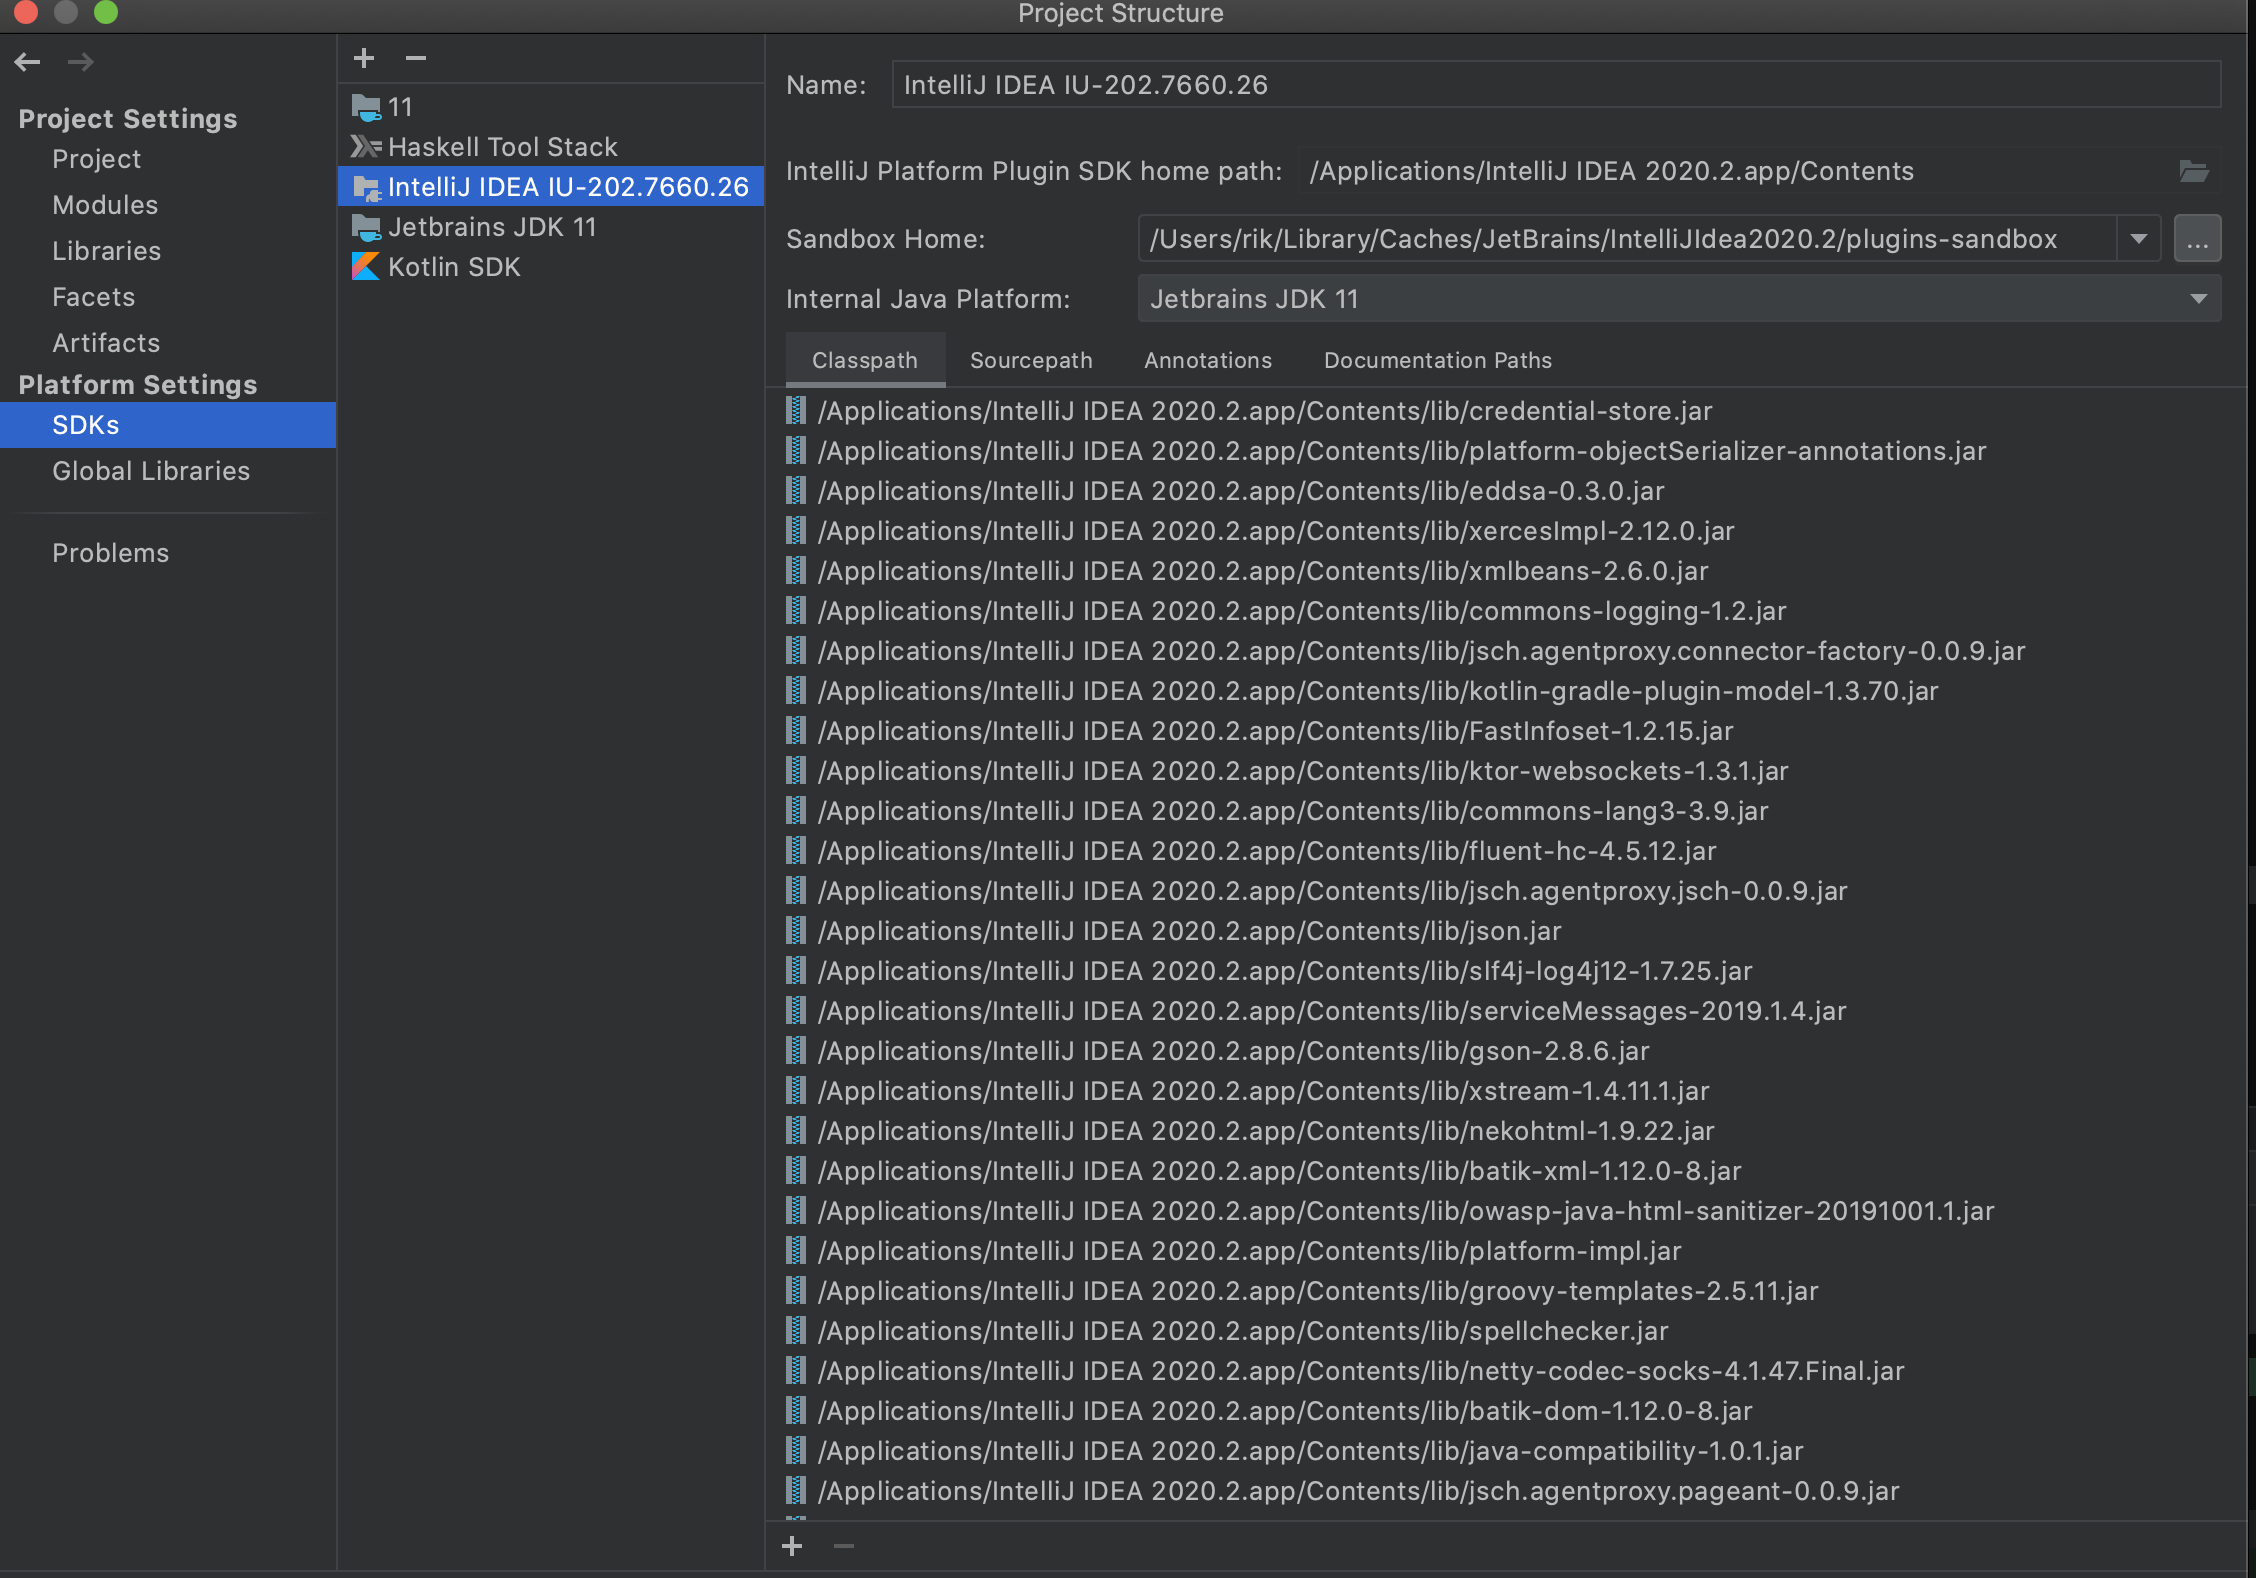 Project Structure
Project Settings
Project
Modules
Libraries
Facets
Artifacts
Platform Settings
SDKs
Global Libraries
Problems
11
Haskell Tool Stack
IntelliJ IDEA IU-202.7660.26
Jetbrains JDK 11
Kotlin SDK
Name: IntelliJ IDEA IU-202.7660.26
IntelliJ Platform Plugin SDK home path: /Applications/IntelliJ IDEA 2020.2.app/Contents
Sandbox Home: /Users/rik/Library/Caches/JetBrains/IntelliJIdea2020.2/plugins-sandbox ...
Internal Java Platform: Jetbrains JDK 11
Classpath Sourcepath Annotations Documentation Paths
/Applications/IntelliJ IDEA 2020.2.app/Contents/lib/credential-store.jar
/Applications/IntelliJ IDEA 2020.2.app/Contents/lib/platform-objectSerializer-annotations.jar
/Applications/IntelliJ IDEA 2020.2.app/Contents/lib/eddsa-0.3.0.jar
/Applications/IntelliJ IDEA 2020.2.app/Contents/lib/xercesImpl-2.12.0.jar
/Applications/IntelliJ IDEA 2020.2.app/Contents/lib/xmlbeans-2.6.0.jar
/Applications/IntelliJ IDEA 2020.2.app/Contents/lib/commons-logging-1.2.jar
/Applications/IntelliJ IDEA 2020.2.app/Contents/lib/jsch.agentproxy.connector-factory-0.0.9.jar
/Applications/IntelliJ IDEA 2020.2.app/Contents/lib/kotlin-gradle-plugin-model-1.3.70.jar
/Applications/IntelliJ IDEA 2020.2.app/Contents/lib/FastInfoset-1.2.15.jar
/Applications/IntelliJ IDEA 2020.2.app/Contents/lib/ktor-websockets-1.3.1.jar
/Applications/IntelliJ IDEA 2020.2.app/Contents/lib/commons-lang3-3.9.jar
/Applications/IntelliJ IDEA 2020.2.app/Contents/lib/fluent-hc-4.5.12.jar
/Applications/IntelliJ IDEA 2020.2.app/Contents/lib/jsch.agentproxy.jsch-0.0.9.jar
/Applications/IntelliJ IDEA 2020.2.app/Contents/lib/json.jar
/Applications/IntelliJ IDEA 2020.2.app/Contents/lib/slf4j-log4j12-1.7.25.jar
/Applications/IntelliJ IDEA 2020.2.app/Contents/lib/serviceMessages-2019.1.4.jar
/Applications/IntelliJ IDEA 2020.2.app/Contents/lib/gson-2.8.6.jar
/Applications/IntelliJ IDEA 2020.2.app/Contents/lib/xstream-1.4.11.1.jar
/Applications/IntelliJ IDEA 2020.2.app/Contents/lib/nekohtml-1.9.22.jar
/Applications/IntelliJ IDEA 2020.2.app/Contents/lib/batik-xml-1.12.0-8.jar
/Applications/IntelliJ IDEA 2020.2.app/Contents/lib/owasp-java-html-sanitizer-20191001.1.jar
/Applications/IntelliJ IDEA 2020.2.app/Contents/lib/platform-impl.jar
/Applications/IntelliJ IDEA 2020.2.app/Contents/lib/groovy-templates-2.5.11.jar
/Applications/IntelliJ IDEA 2020.2.app/Contents/lib/spellchecker.jar
/Applications/IntelliJ IDEA 2020.2.app/Contents/lib/netty-codec-socks-4.1.47.Final.jar
/Applications/IntelliJ IDEA 2020.2.app/Contents/lib/batik-dom-1.12.0-8.jar
/Applications/IntelliJ IDEA 2020.2.app/Contents/lib/java-compatibility-1.0.1.jar
/Applications/IntelliJ IDEA 2020.2.app/Contents/lib/jsch.agentproxy.pageant-0.0.9.jar